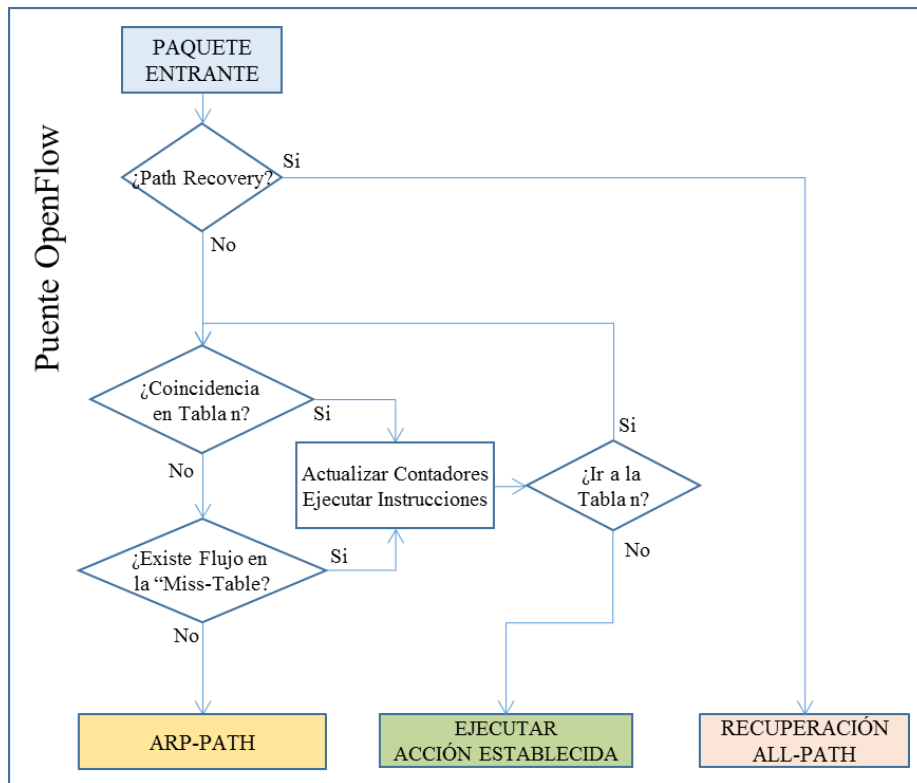 PAQUETE
ENTRANTE
Puente OpenFlow
¿Path Recovery?
Si
No
¿Coincidencia
en Tabla n?
Si
No
Actualizar Contadores
Ejecutar Instrucciones
Si
¿Ir a la
Tabla n?
No
¿Existe Flujo en
la “Miss-Table?
Si
No
ARP-PATH
EJECUTAR
ACCIÓN ESTABLECIDA
RECUPERACIÓN
ALL-PATH